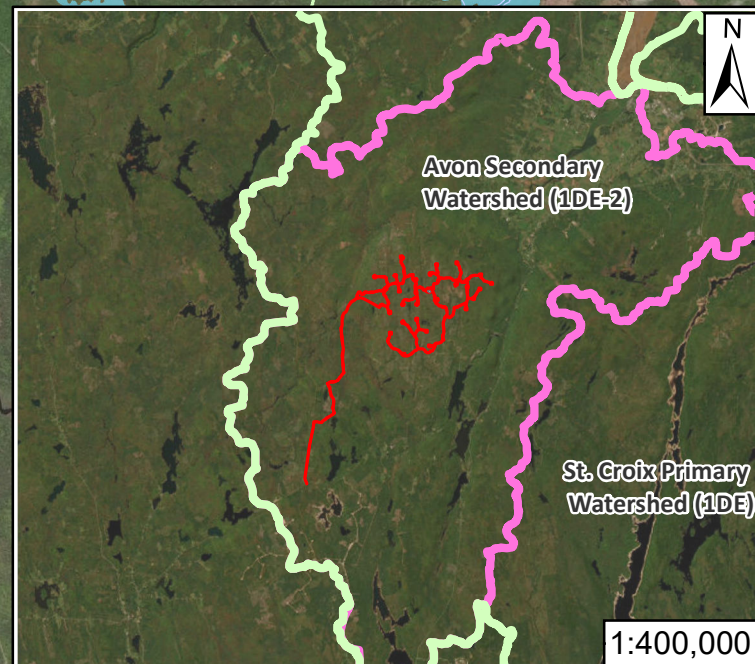 N
Avon Secondary
Watershed (1DE-2)
St. Croix Primary
Watershed (1DE)
1:400,000